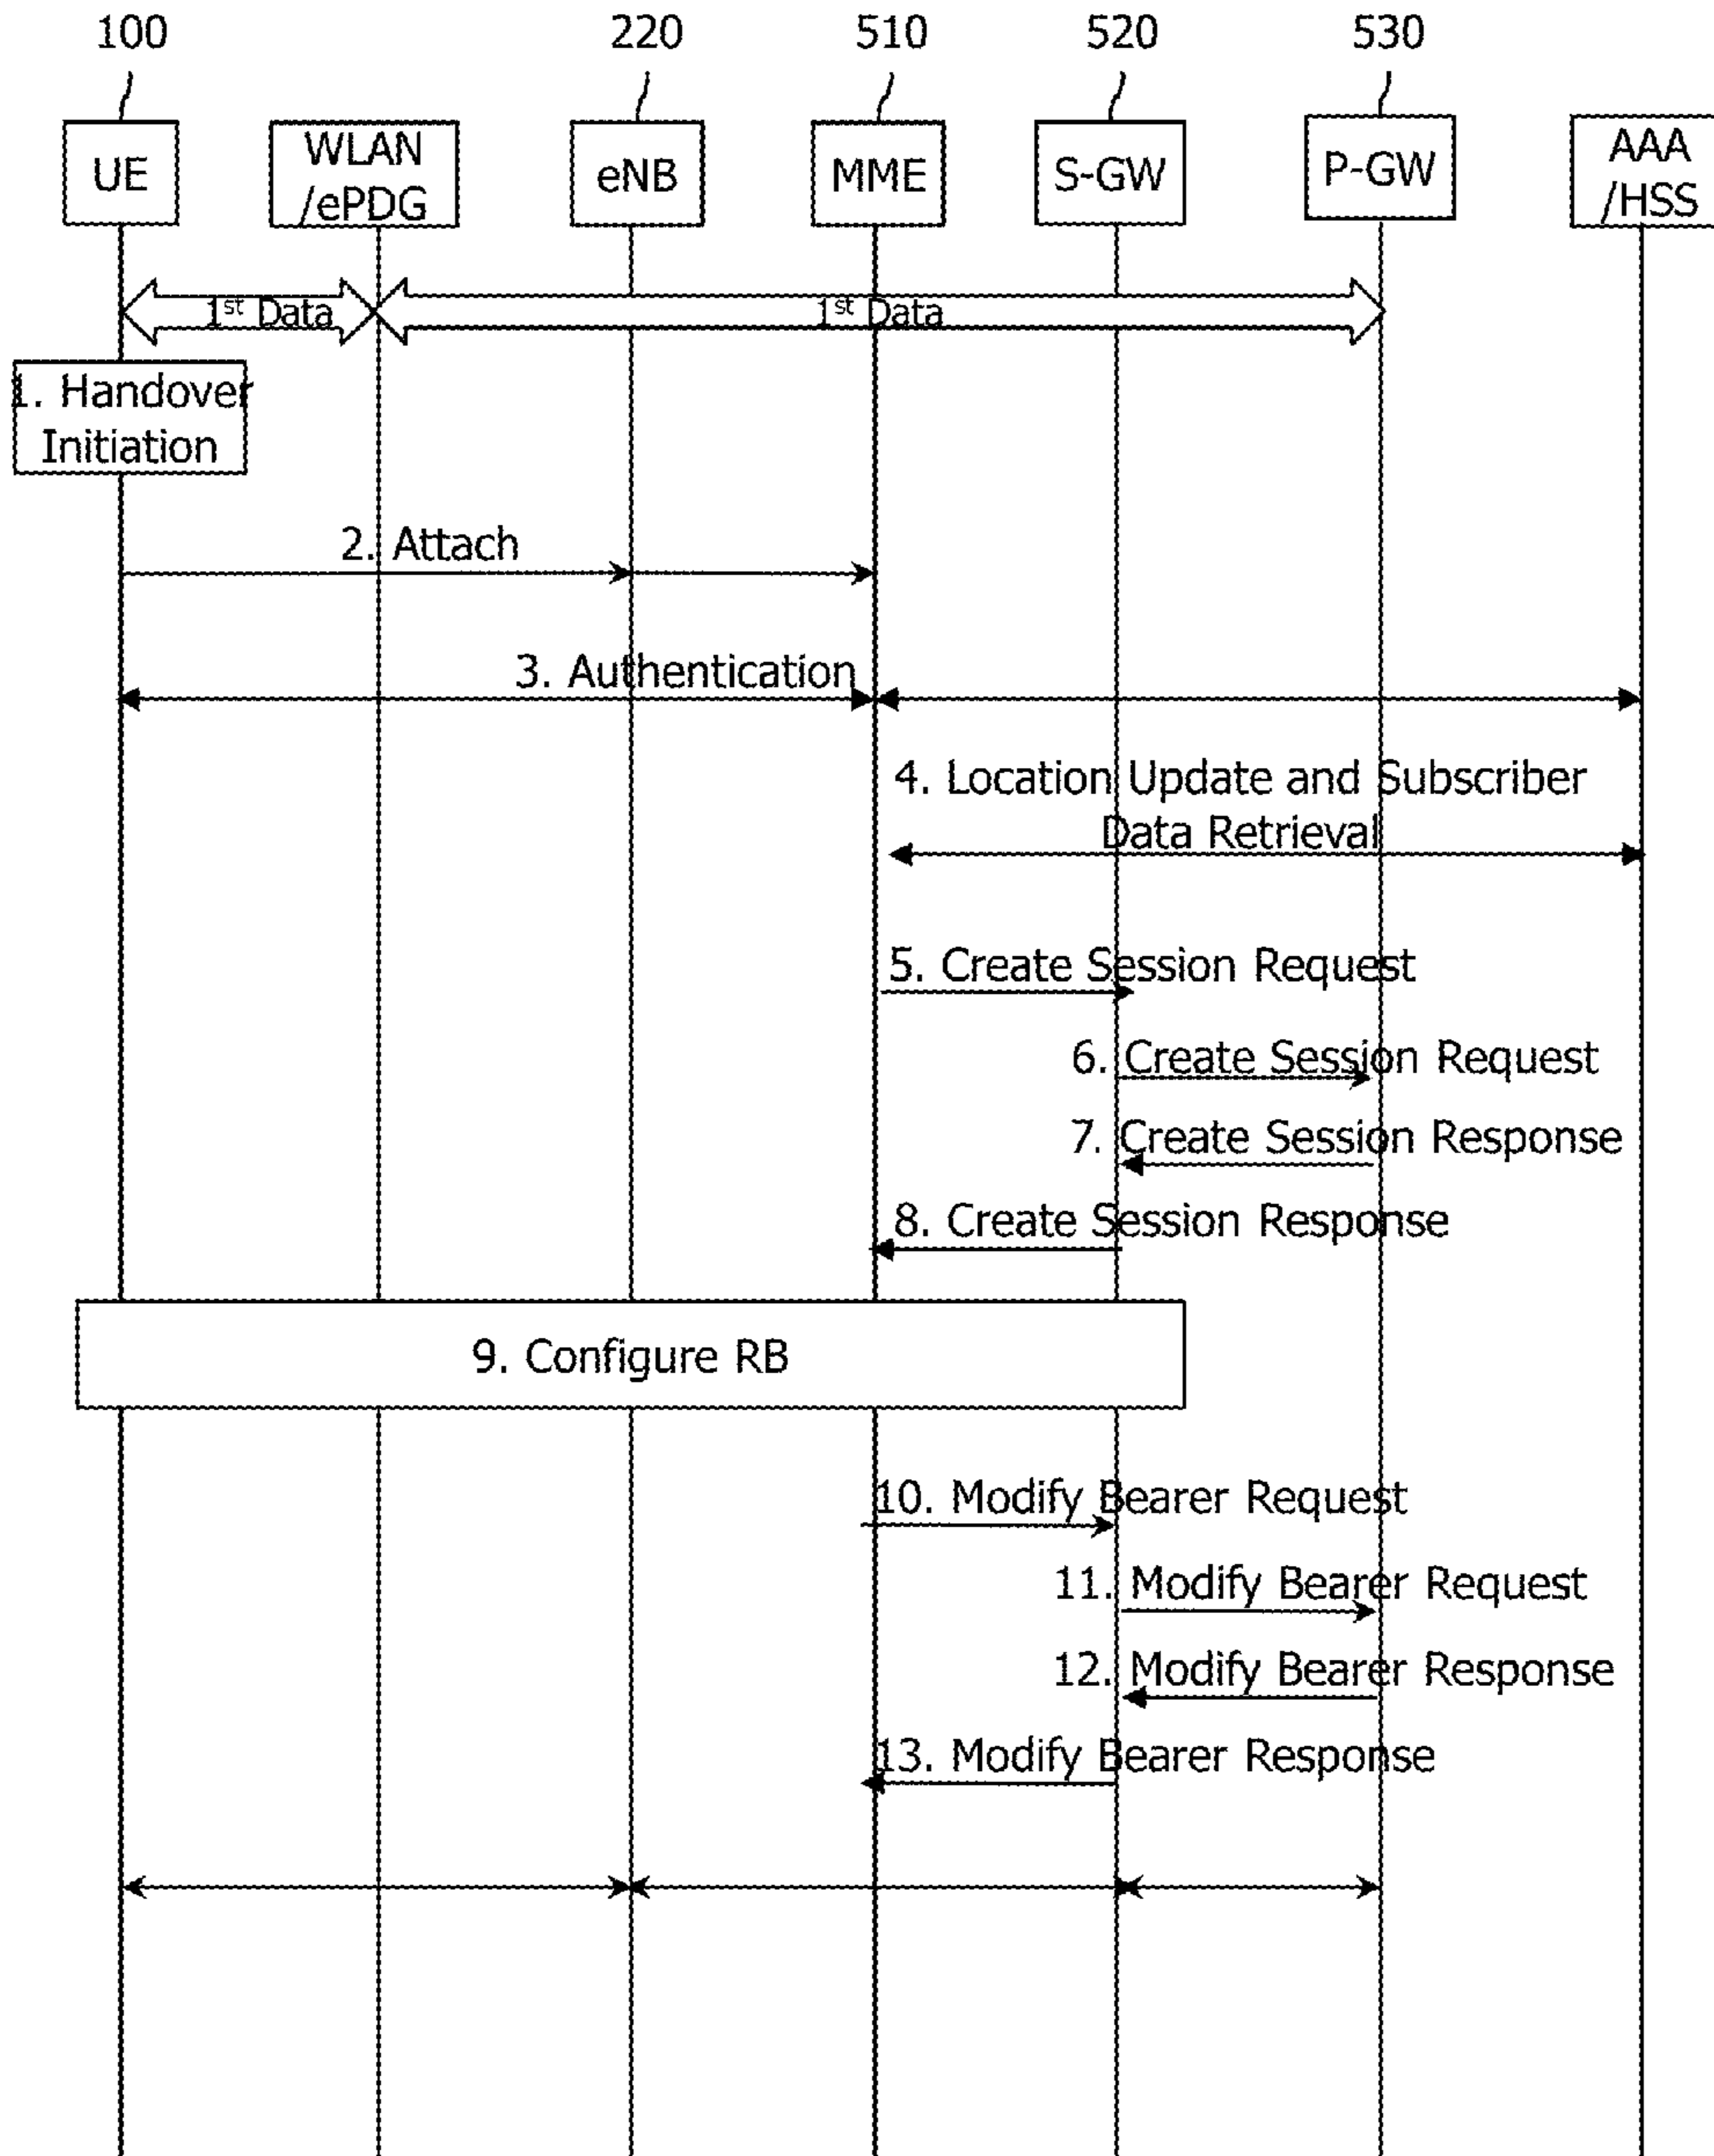 100
220
510
520
530
UE
WLAN
/ePDG
eNB
MME
S-GW
P-GW
AAA
/HSS
1st Data
1st Data
1. Handover
Initiation
2. Attach
3. Authentication
4. Location Update and Subscriber
Data Retrieval
5. Create Session Request
6. Create Session Request
7. Create Session Response
8. Create Session Response
9. Configure RB
10. Modify Bearer Request
11. Modify Bearer Request
12. Modify Bearer Response
13. Modify Bearer Response